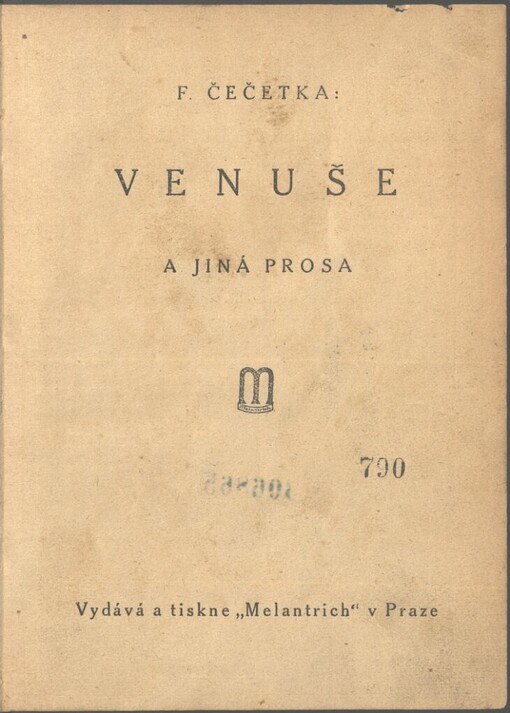 F. ČEČETKA:
VENUŠE
A JINÁ PROSA
790
Vydává a tiskne „Melantrich“ v Praze